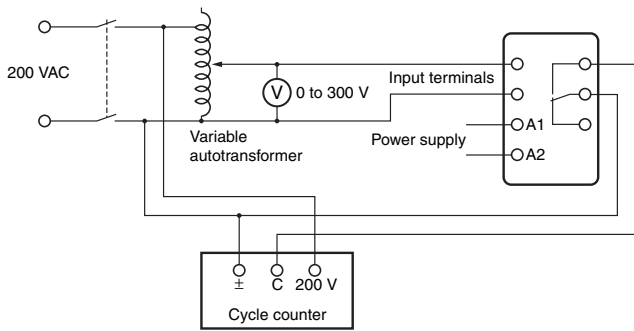 200 VAC
V
0 to 300 V
Variable
autotransformer
Input terminals
Power supply
A1
A2
± C 200 V
Cycle counter